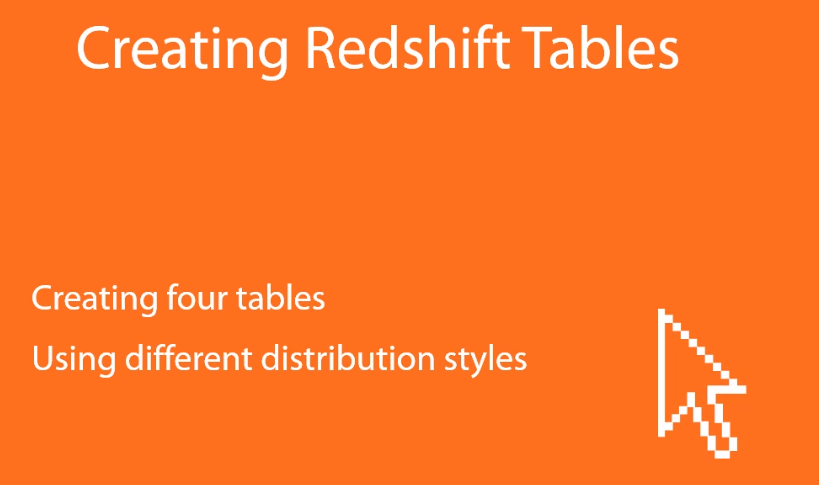 Creating Redshift Tables
Creating four tables
Using different distribution styles